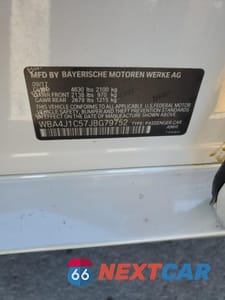 MFD BY BAYERISCHE MOTOREN WERKE AG
09/17
GVWR 4630 lbs 2100 kg
GAWR FRONT 2138 lbs 970 kg
GAWR REAR 2679 lbs 1215 kg
THIS VEHICLE CONFORMS TO ALL APPLICABLE U.S. FEDERAL MOTOR
VEHICLE SAFETY, BUMPER, AND THEFT PREVENTION STANDARDS
IN EFFECT ON THE DATE OF MANUFACTURE SHOWN ABOVE.
WBA4J1C57JBG79752 TYPE: PASSENGER CAR
66 NEXTCAR
.COM